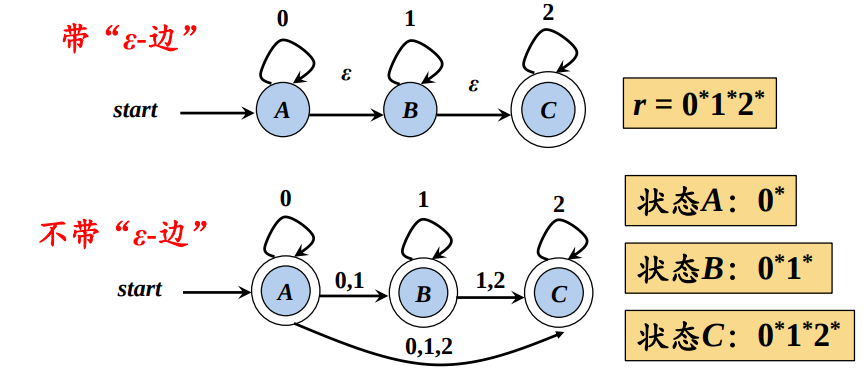 带“ε-边”
0
1
2
start
A
ε
B
ε
C
r = 0*1*2*
不带“ε-边”
0
1
2
start
A
0,1
B
1,2
C
0,1,2
状态A：0*
状态B：0*1*
状态C：0*1*2*